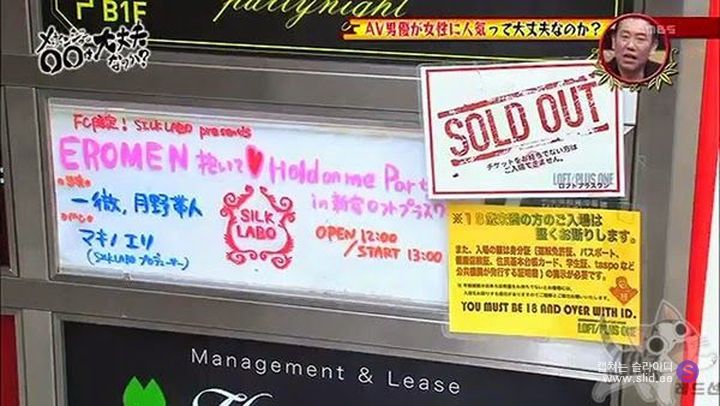 partynight
B1F
メッセンジャーの
〇〇は大丈夫
なのか?
AV男優が女性に人気って大丈夫なのか?
MBS
FC限定! SILK LABO presents
EROMEN 抱いて♥Hold on me Part
in 新宿ロフトプラスワ
出演
一徹、月野帯人
マキノ エリ
(SILK LABO プロデューサー)
SILK
LABO
OPEN 12:00
/START 13:00
SOLD OUT
チケットをお持ちでない方は
ご入場できません。
LOFT/PLUS ONE
ロフトプラスワン
※18歳未満の方のご入場は
堅くお断りします。
また、入場の際は身分証(運転免許証、パスポート、
健康保険証、住民基本台帳カード、学生証、taspo など
公共機関が発行する証明書)の提示が必要です。
YOU MUST BE 18 AND OVER WITH ID.
LOFT/PLUS ONE
Management & Lease
캡쳐는 슬라이디
www.slid.ee